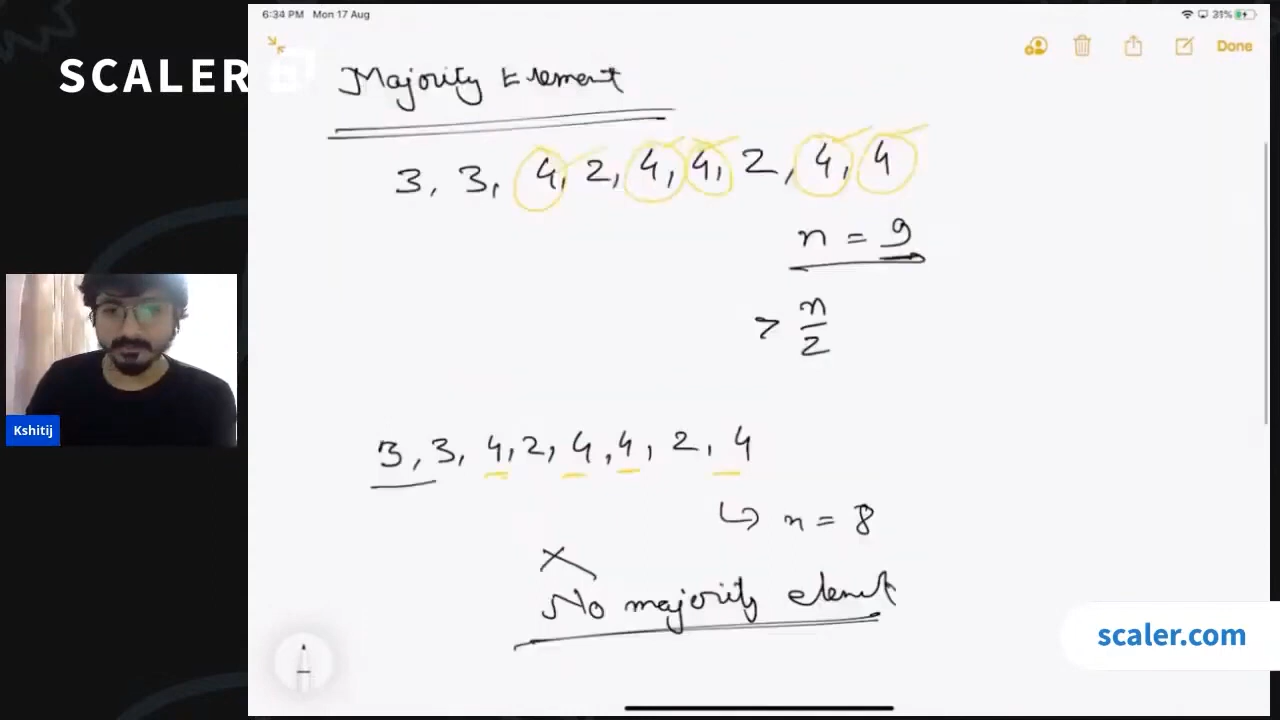 6:34 PM Mon 17 Aug
31%
Done
SCALER
Majority Element
3, 3, 4, 2, 4, 4, 2, 4, 4
n = 9
> n/2
Kshitij
3, 3, 4, 2, 4, 4, 2, 4
↳ n = 8
No majority element
scaler.com